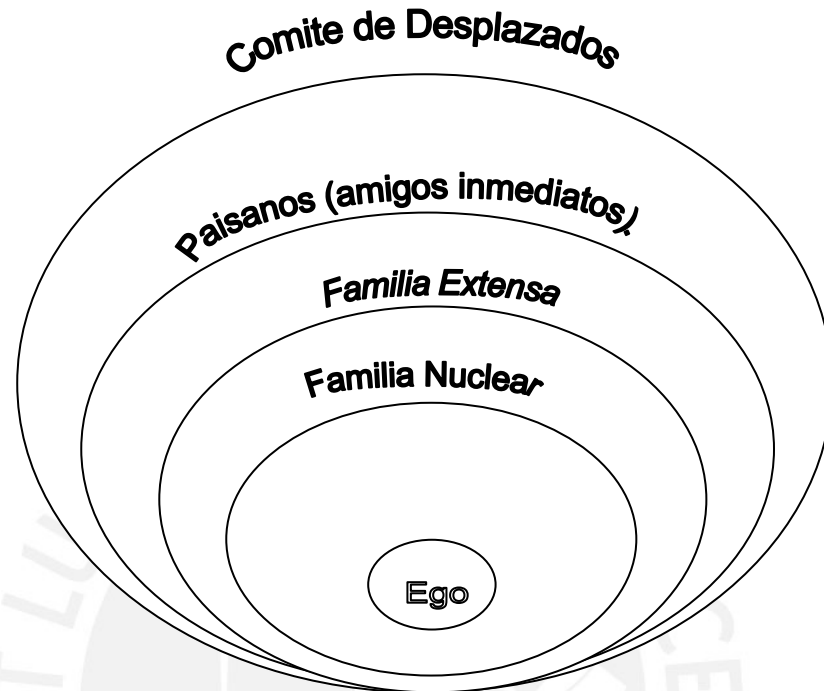 Comite de Desplazados
Paisanos (amigos inmediatos).
Familia Extensa
Familia Nuclear
Ego